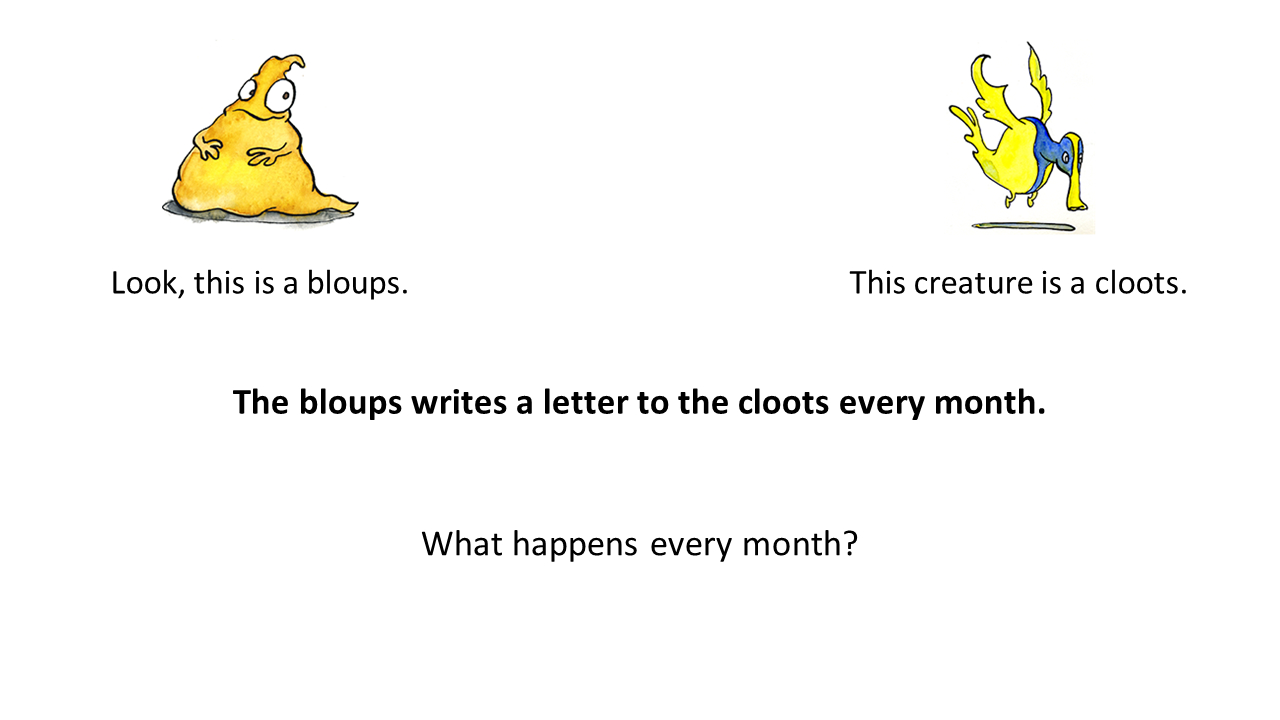 Look, this is a bloups.
This creature is a cloots.
The bloups writes a letter to the cloots every month.
What happens every month?